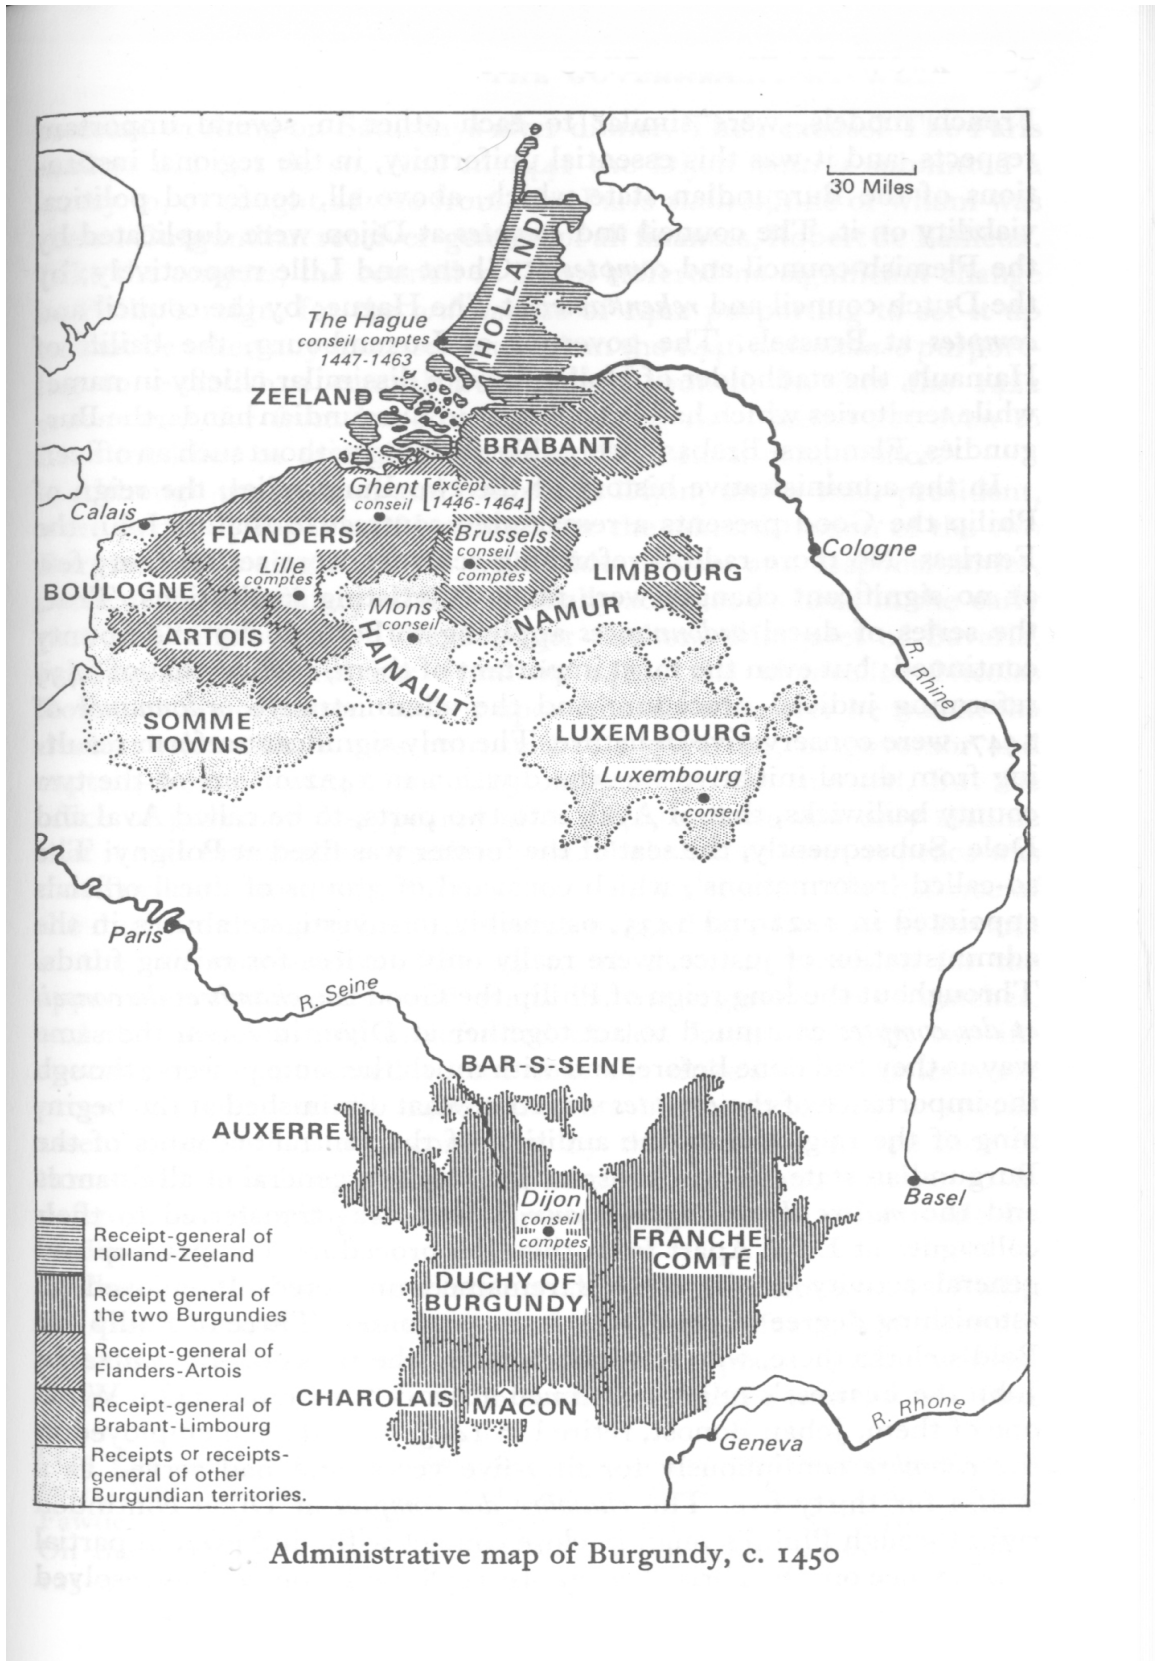 30 Miles
HOLLAND
The Hague
conseil comptes
1447-1463
ZEELAND
BRABANT
Ghent [except
conseil 1446-1464]
Calais
FLANDERS
Brussels
conseil
comptes
Cologne
Lille
comptes
LIMBOURG
BOULOGNE
Mons
conseil
NAMUR
ARTOIS
HAINAULT
R. Rhine
SOMME
TOWNS
LUXEMBOURG
Luxembourg
conseil
Paris
R. Seine
BAR-S-SEINE
AUXERRE
Dijon
conseil
comptes
Basel
FRANCHE
COMTÉ
DUCHY OF
BURGUNDY
CHAROLAIS
MÂCON
R. Rhone
Geneva
Receipt-general of
Holland-Zeeland
Receipt general of
the two Burgundies
Receipt-general of
Flanders-Artois
Receipt-general of
Brabant-Limbourg
Receipts or receipts-
general of other
Burgundian territories.
Administrative map of Burgundy, c. 1450